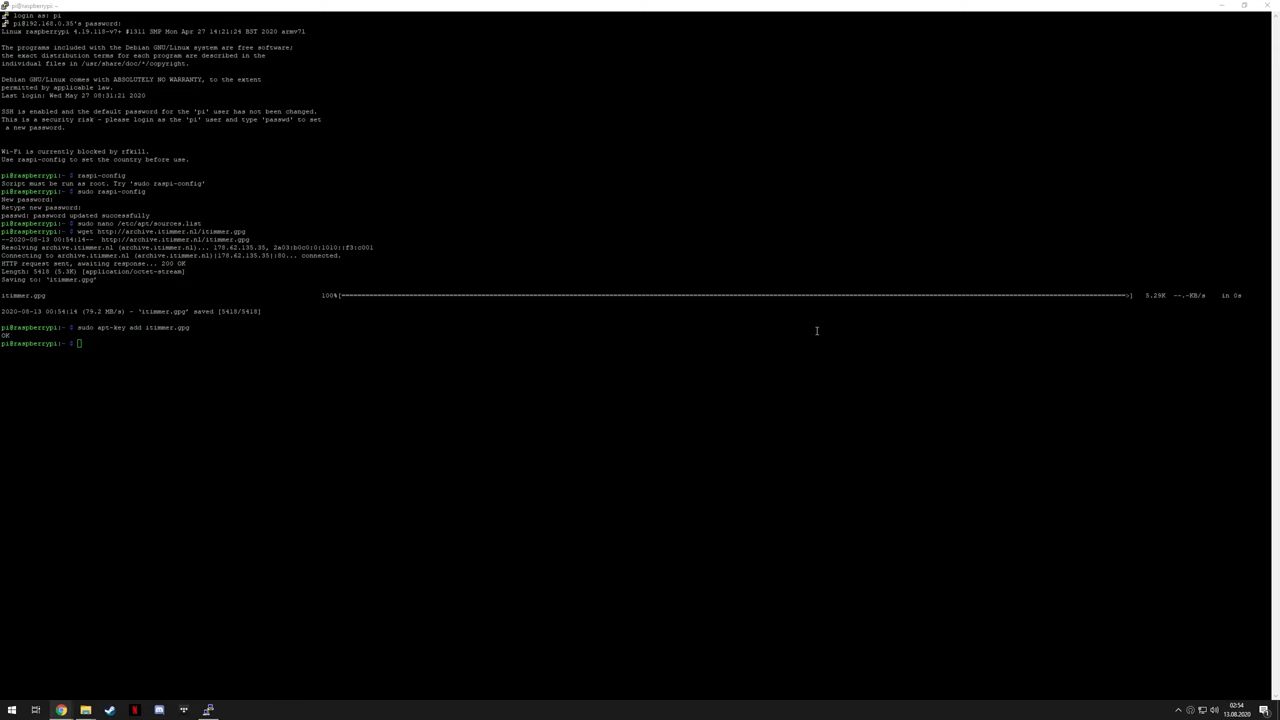 pi@raspberrypi: ~
login as: pi
pi@192.168.0.35's password:
Linux raspberrypi 4.19.118-v7+ #1311 SMP Mon Apr 27 14:21:24 BST 2020 armv7l
The programs included with the Debian GNU/Linux system are free software;
the exact distribution terms for each program are described in the
individual files in /usr/share/doc/*/copyright.
Debian GNU/Linux comes with ABSOLUTELY NO WARRANTY, to the extent
permitted by applicable law.
Last login: Wed May 27 08:31:21 2020
SSH is enabled and the default password for the 'pi' user has not been changed.
This is a security risk - please login as the 'pi' user and type 'passwd' to set
a new password.
Wi-Fi is currently blocked by rfkill.
Use raspi-config to set the country before use.
pi@raspberrypi:~ $ raspi-config
Script must be run as root. Try 'sudo raspi-config'
pi@raspberrypi:~ $ sudo raspi-config
New password:
Retype new password:
passwd: password updated successfully
pi@raspberrypi:~ $ sudo nano /etc/apt/sources.list
pi@raspberrypi:~ $ wget http://archive.itimmer.nl/itimmer.gpg
--2020-08-13 00:54:14-- http://archive.itimmer.nl/itimmer.gpg
Resolving archive.itimmer.nl (archive.itimmer.nl)... 178.62.135.35, 2a03:b0c0:0:1010::f3:c001
Connecting to archive.itimmer.nl (archive.itimmer.nl)|178.62.135.35|:80... connected.
HTTP request sent, awaiting response... 200 OK
Length: 5418 (5.3K) [application/octet-stream]
Saving to: ‘itimmer.gpg’
itimmer.gpg 100%[===================>] 5.29K --.-KB/s in 0s
2020-08-13 00:54:14 (79.2 MB/s) - ‘itimmer.gpg’ saved [5418/5418]
pi@raspberrypi:~ $ sudo apt-key add itimmer.gpg
OK
pi@raspberrypi:~ $
02:54
13.08.2020